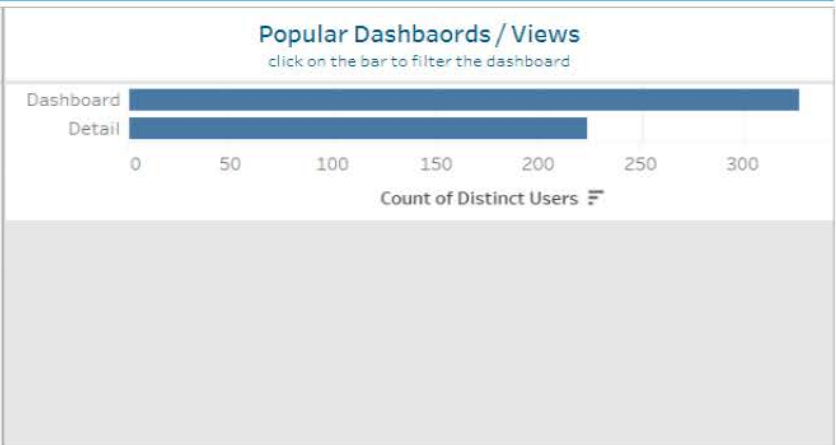 Popular Dashbaords / Views
click on the bar to filter the dashboard
Dashboard
Detail
0 50 100 150 200 250 300
Count of Distinct Users